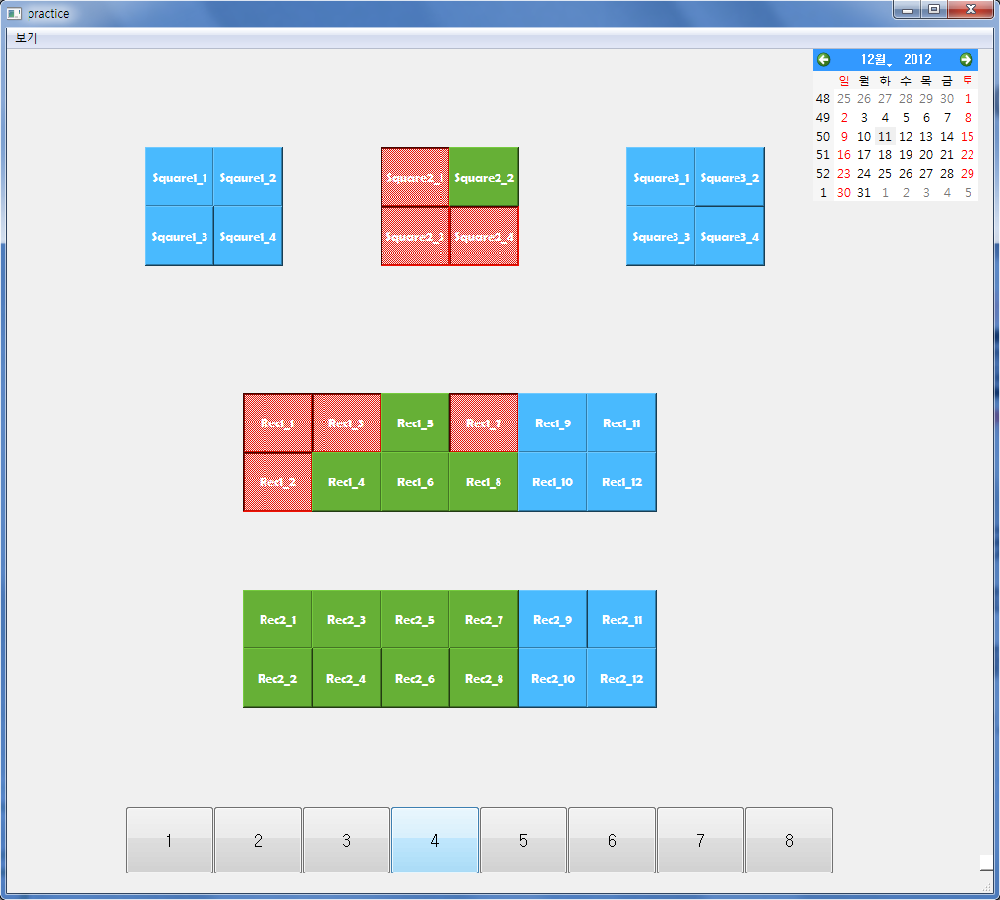 practice
보기
12월 2012
일 월 화 수 목 금 토
48 25 26 27 28 29 30 1
49 2 3 4 5 6 7 8
50 9 10 11 12 13 14 15
51 16 17 18 19 20 21 22
52 23 24 25 26 27 28 29
1 30 31 1 2 3 4 5
Square1_1 Sqaure1_2 Square2_1 Square2_2 Square3_1 Square3_2
Sqaure1_3 Sqaure1_4 Square2_3 Square2_4 Square3_3 Square3_4
Rec1_1 Rec1_3 Rec1_5 Rec1_7 Rec1_9 Rec1_11
Rec1_2 Rec1_4 Rec1_6 Rec1_8 Rec1_10 Rec1_12
Rec2_1 Rec2_3 Rec2_5 Rec2_7 Rec2_9 Rec2_11
Rec2_2 Rec2_4 Rec2_6 Rec2_8 Rec2_10 Rec2_12
1 2 3 4 5 6 7 8